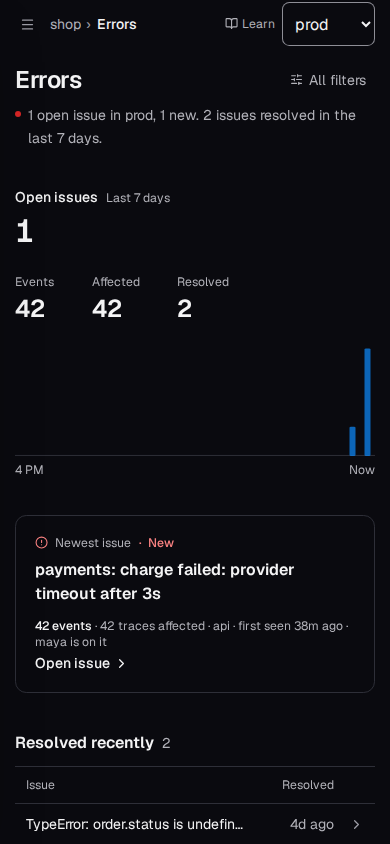 shop › Errors
Learn
prod
Errors
All filters
1 open issue in prod, 1 new. 2 issues resolved in the
last 7 days.
Open issues Last 7 days
1
Events Affected Resolved
42 42 2
4 PM Now
Newest issue · New
payments: charge failed: provider
timeout after 3s
42 events · 42 traces affected · api · first seen 38m ago ·
maya is on it
Open issue
Resolved recently 2
Issue Resolved
TypeError: order.status is undefin... 4d ago